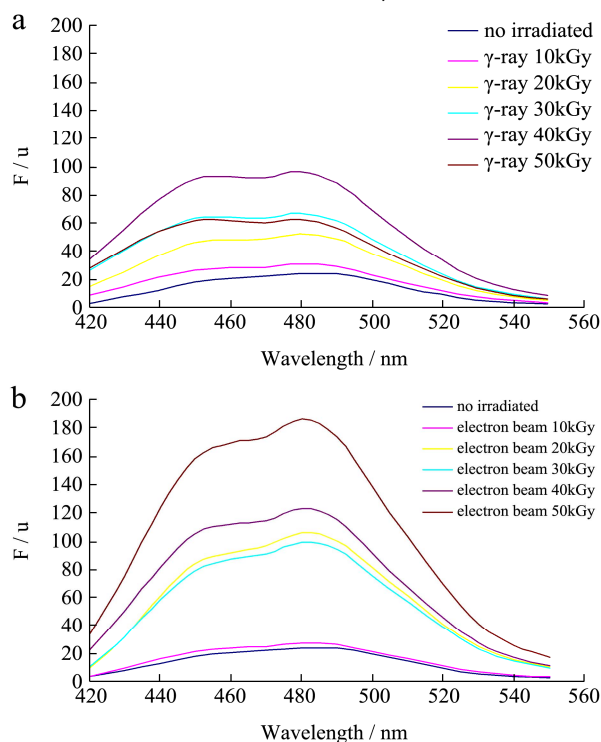 a
no irradiated
γ-ray 10kGy
γ-ray 20kGy
γ-ray 30kGy
γ-ray 40kGy
γ-ray 50kGy
F / u
200
180
160
140
120
100
80
60
40
20
0
420 440 460 480 500 520 540 560
Wavelength / nm
b
no irradiated
electron beam 10kGy
electron beam 20kGy
electron beam 30kGy
electron beam 40kGy
electron beam 50kGy
F / u
200
180
160
140
120
100
80
60
40
20
0
420 440 460 480 500 520 540 560
Wavelength / nm